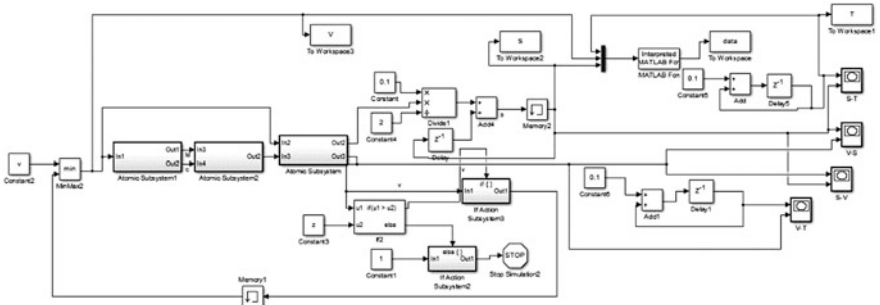 V
To Workspace3
S
To Workspace2
T
To Workspace1
Interpreted
MATLAB Fcn
MATLAB Fcn
data
To Workspace
0.1
Constant
2
Constant4
×
×
÷
Divide1
+
+
Add4
s
Memory2
z-1
Delay
0.1
Constant5
+
+
Add
z-1
Delay5
S-T
V-S
S-V
v
Constant2
min
MinMax2
In1
Out1
Out2
Atomic Subsystem1
M
c
In3
In4
Out2
Atomic Subsystem2
In2
In3
Out2
Out3
Atomic Subsystem
v
v
if { }
In1
Out1
If Action
Subsystem3
u1
if(u1 > u2)
u2
else
If2
z
Constant3
1
Constant1
else { }
In1
Out1
If Action
Subsystem2
STOP
Stop Simulation2
0.1
Constant6
+
+
Add1
z-1
Delay1
V-T
Memory1